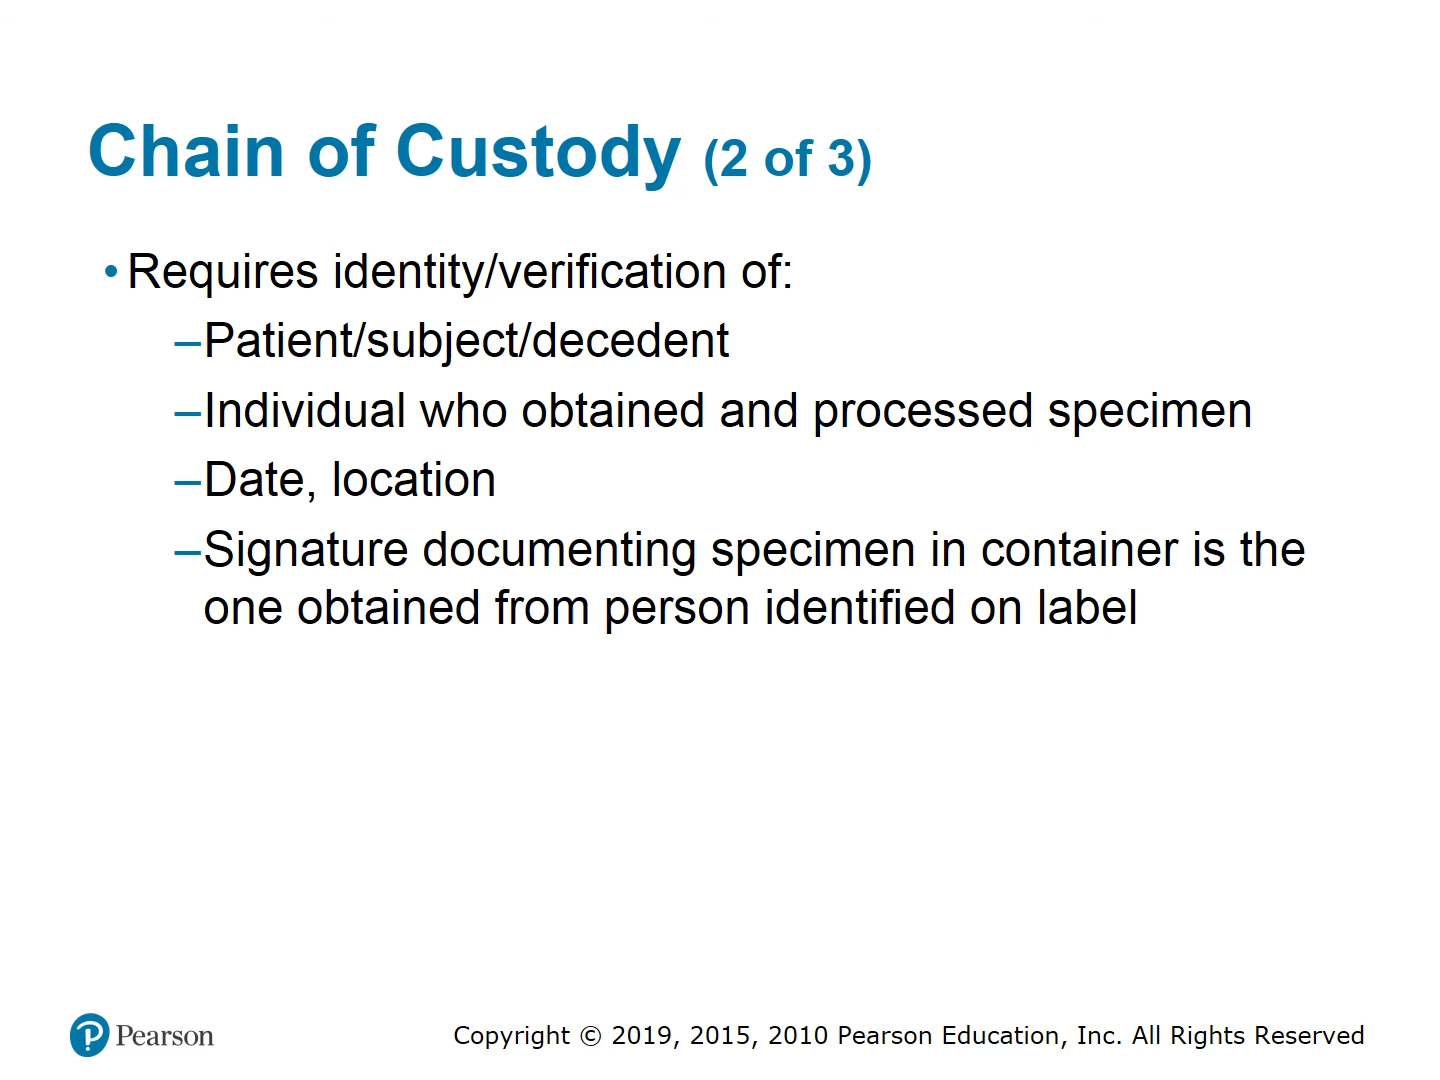 Chain of Custody (2 of 3)
• Requires identity/verification of:
–Patient/subject/decedent
–Individual who obtained and processed specimen
–Date, location
–Signature documenting specimen in container is the
one obtained from person identified on label
Pearson
Copyright © 2019, 2015, 2010 Pearson Education, Inc. All Rights Reserved